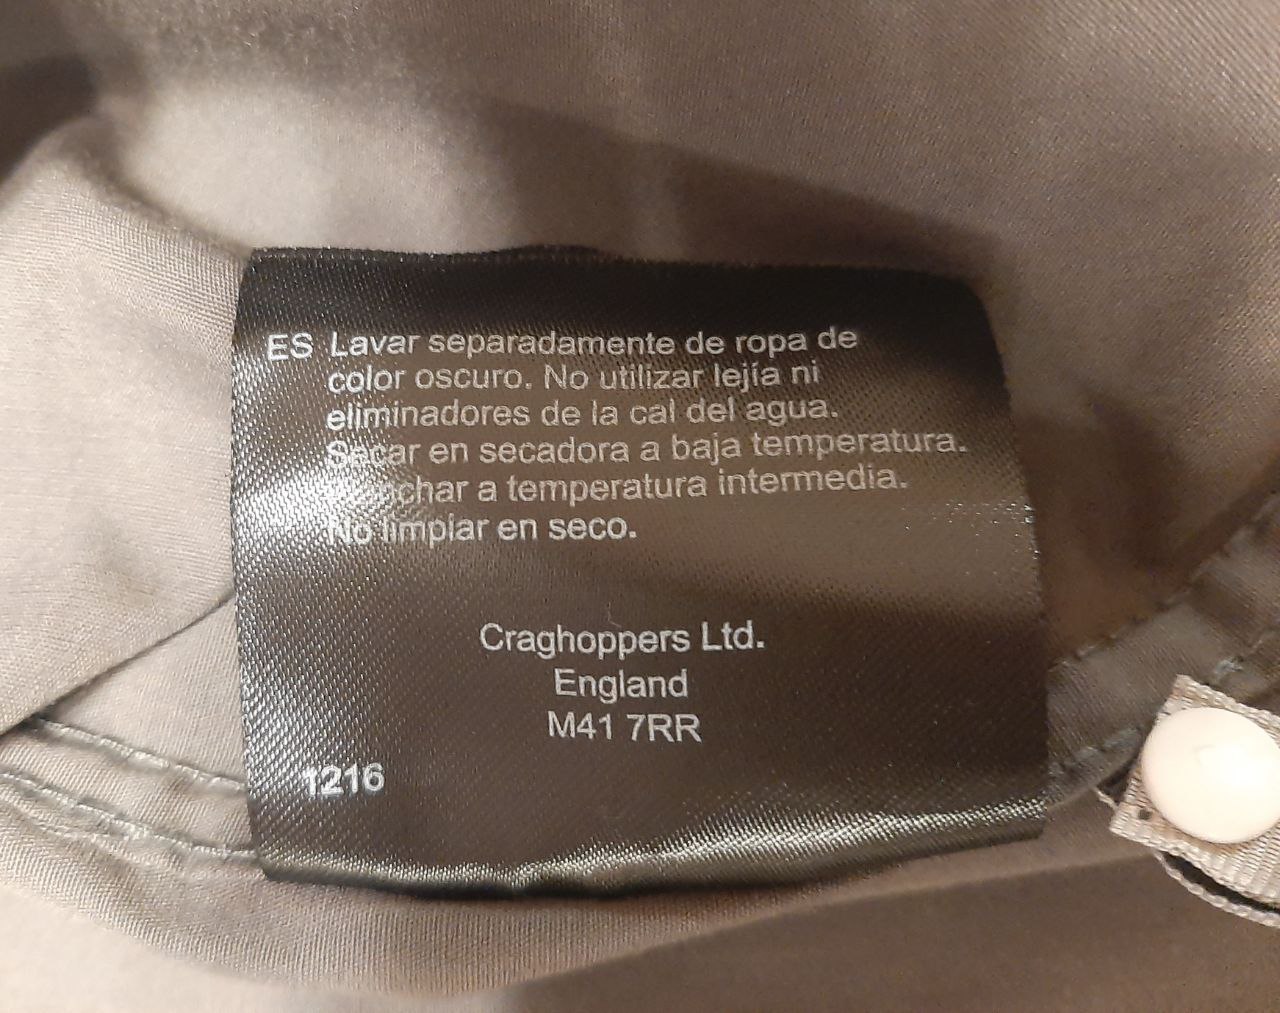 ES Lavar separadamente de ropa de
color oscuro. No utilizar lejía ni
eliminadores de la cal del agua.
Secar en secadora a baja temperatura.
Planchar a temperatura intermedia.
No limpiar en seco.
Craghoppers Ltd.
England
M41 7RR
1216